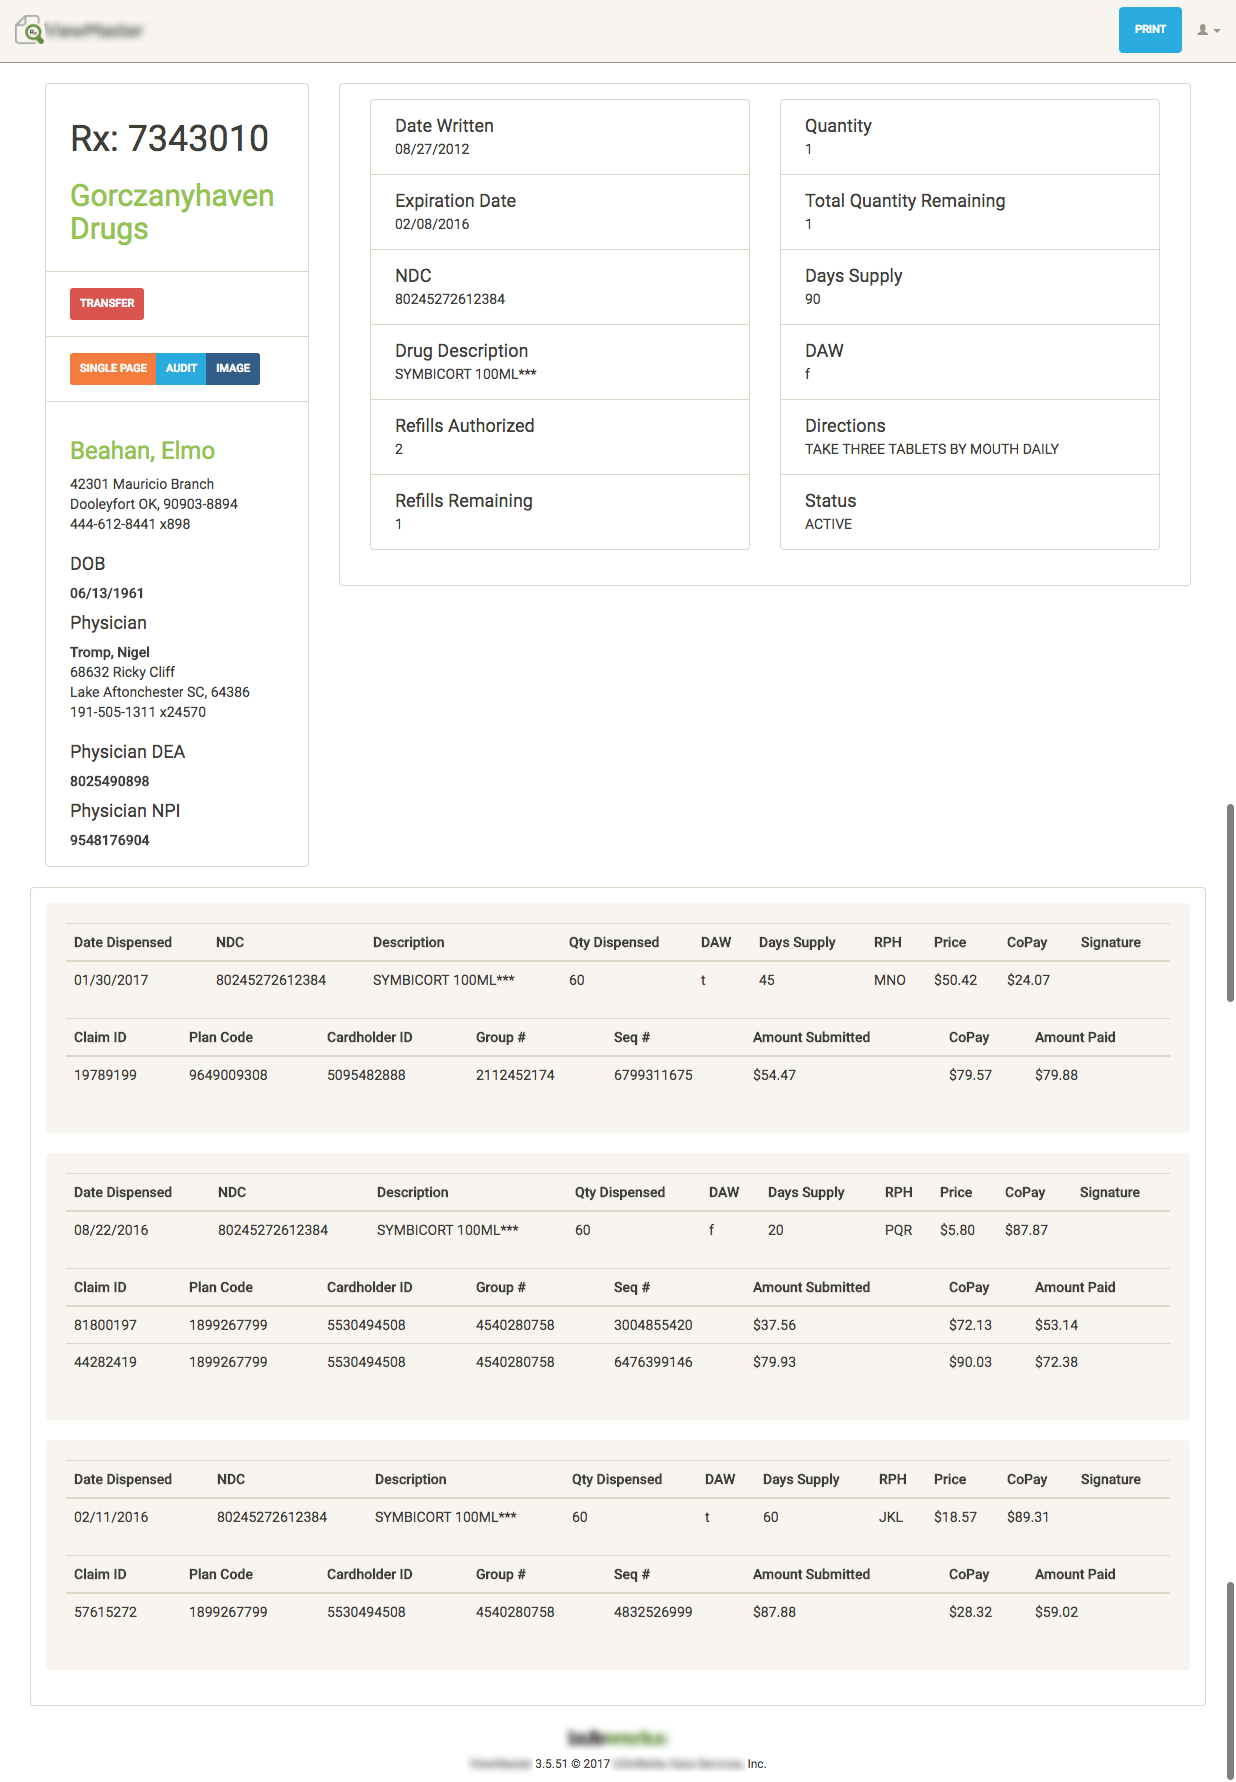 PRINT
Rx: 7343010
Gorczanyhaven
Drugs
TRANSFER
SINGLE PAGE AUDIT IMAGE
Beahan, Elmo
42301 Mauricio Branch
Dooleyfort OK, 90903-8894
444-612-8441 x898
DOB
06/13/1961
Physician
Tromp, Nigel
68632 Ricky Cliff
Lake Aftonchester SC, 64386
191-505-1311 x24570
Physician DEA
8025490898
Physician NPI
9548176904
Date Written
08/27/2012
Expiration Date
02/08/2016
NDC
80245272612384
Drug Description
SYMBICORT 100ML***
Refills Authorized
2
Refills Remaining
1
Quantity
1
Total Quantity Remaining
1
Days Supply
90
DAW
f
Directions
TAKE THREE TABLETS BY MOUTH DAILY
Status
ACTIVE
Date Dispensed NDC Description Qty Dispensed DAW Days Supply RPH Price CoPay Signature
01/30/2017 80245272612384 SYMBICORT 100ML*** 60 t 45 MNO $50.42 $24.07
Claim ID Plan Code Cardholder ID Group # Seq # Amount Submitted CoPay Amount Paid
19789199 9649009308 5095482888 2112452174 6799311675 $54.47 $79.57 $79.88
Date Dispensed NDC Description Qty Dispensed DAW Days Supply RPH Price CoPay Signature
08/22/2016 80245272612384 SYMBICORT 100ML*** 60 f 20 PQR $5.80 $87.87
Claim ID Plan Code Cardholder ID Group # Seq # Amount Submitted CoPay Amount Paid
81800197 1899267799 5530494508 4540280758 3004855420 $37.56 $72.13 $53.14
44282419 1899267799 5530494508 4540280758 6476399146 $79.93 $90.03 $72.38
Date Dispensed NDC Description Qty Dispensed DAW Days Supply RPH Price CoPay Signature
02/11/2016 80245272612384 SYMBICORT 100ML*** 60 t 60 JKL $18.57 $89.31
Claim ID Plan Code Cardholder ID Group # Seq # Amount Submitted CoPay Amount Paid
57615272 1899267799 5530494508 4540280758 4832526999 $87.88 $28.32 $59.02
3.5.51 © 2017 Inc.